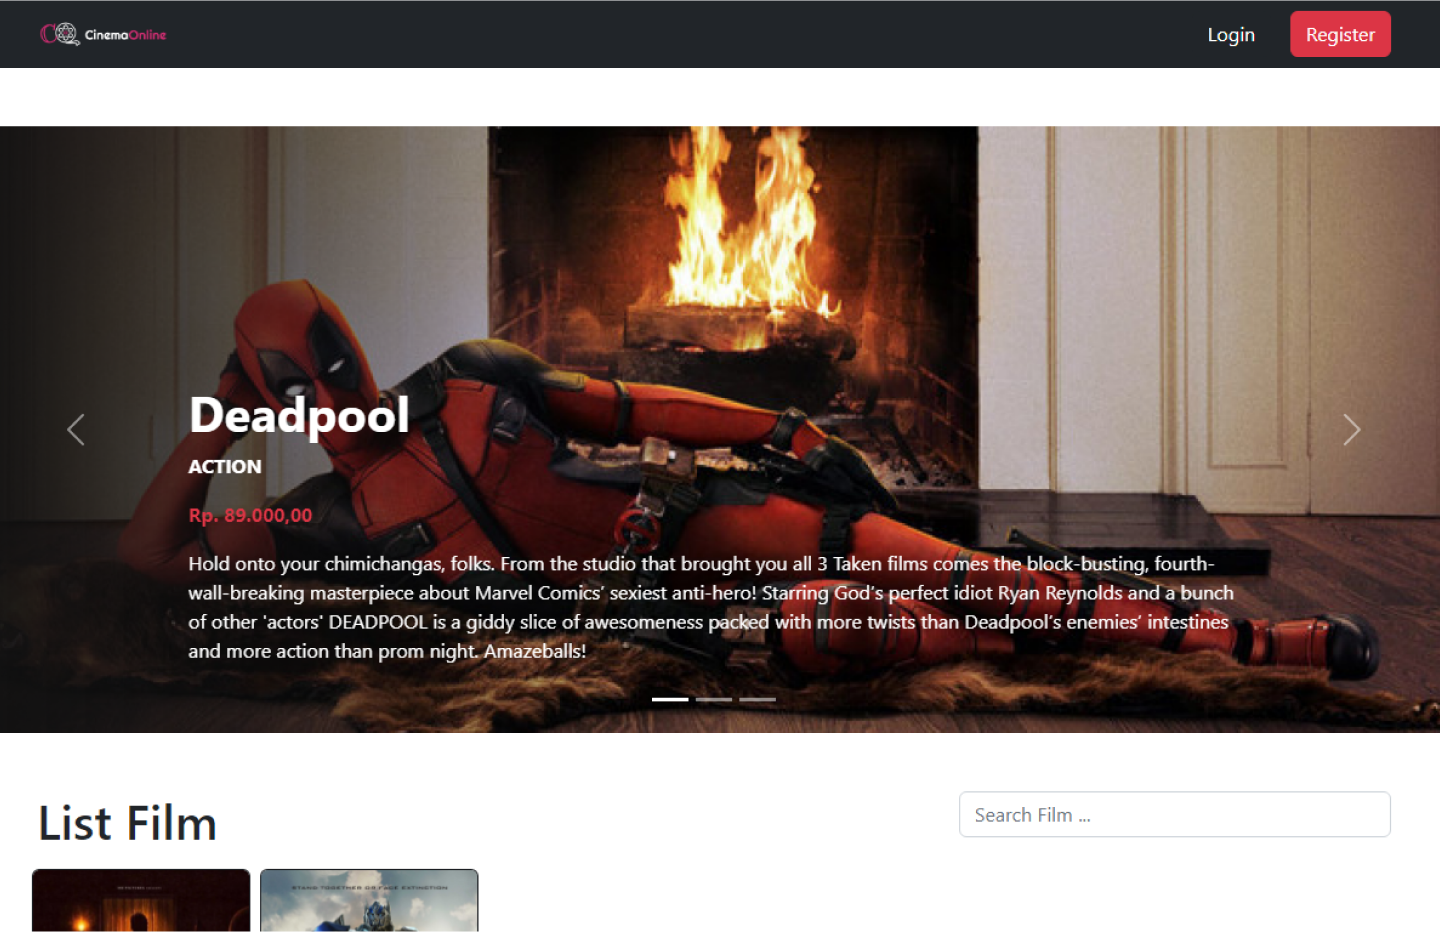 CinemaOnline
Login
Register
Deadpool
ACTION
Rp. 89.000,00
Hold onto your chimichangas, folks. From the studio that brought you all 3 Taken films comes the block-busting, fourth-
wall-breaking masterpiece about Marvel Comics’ sexiest anti-hero! Starring God’s perfect idiot Ryan Reynolds and a bunch
of other 'actors' DEADPOOL is a giddy slice of awesomeness packed with more twists than Deadpool’s enemies’ intestines
and more action than prom night. Amazeballs!
List Film
Search Film ...
STAND TOGETHER OR FACE EXTINCTION